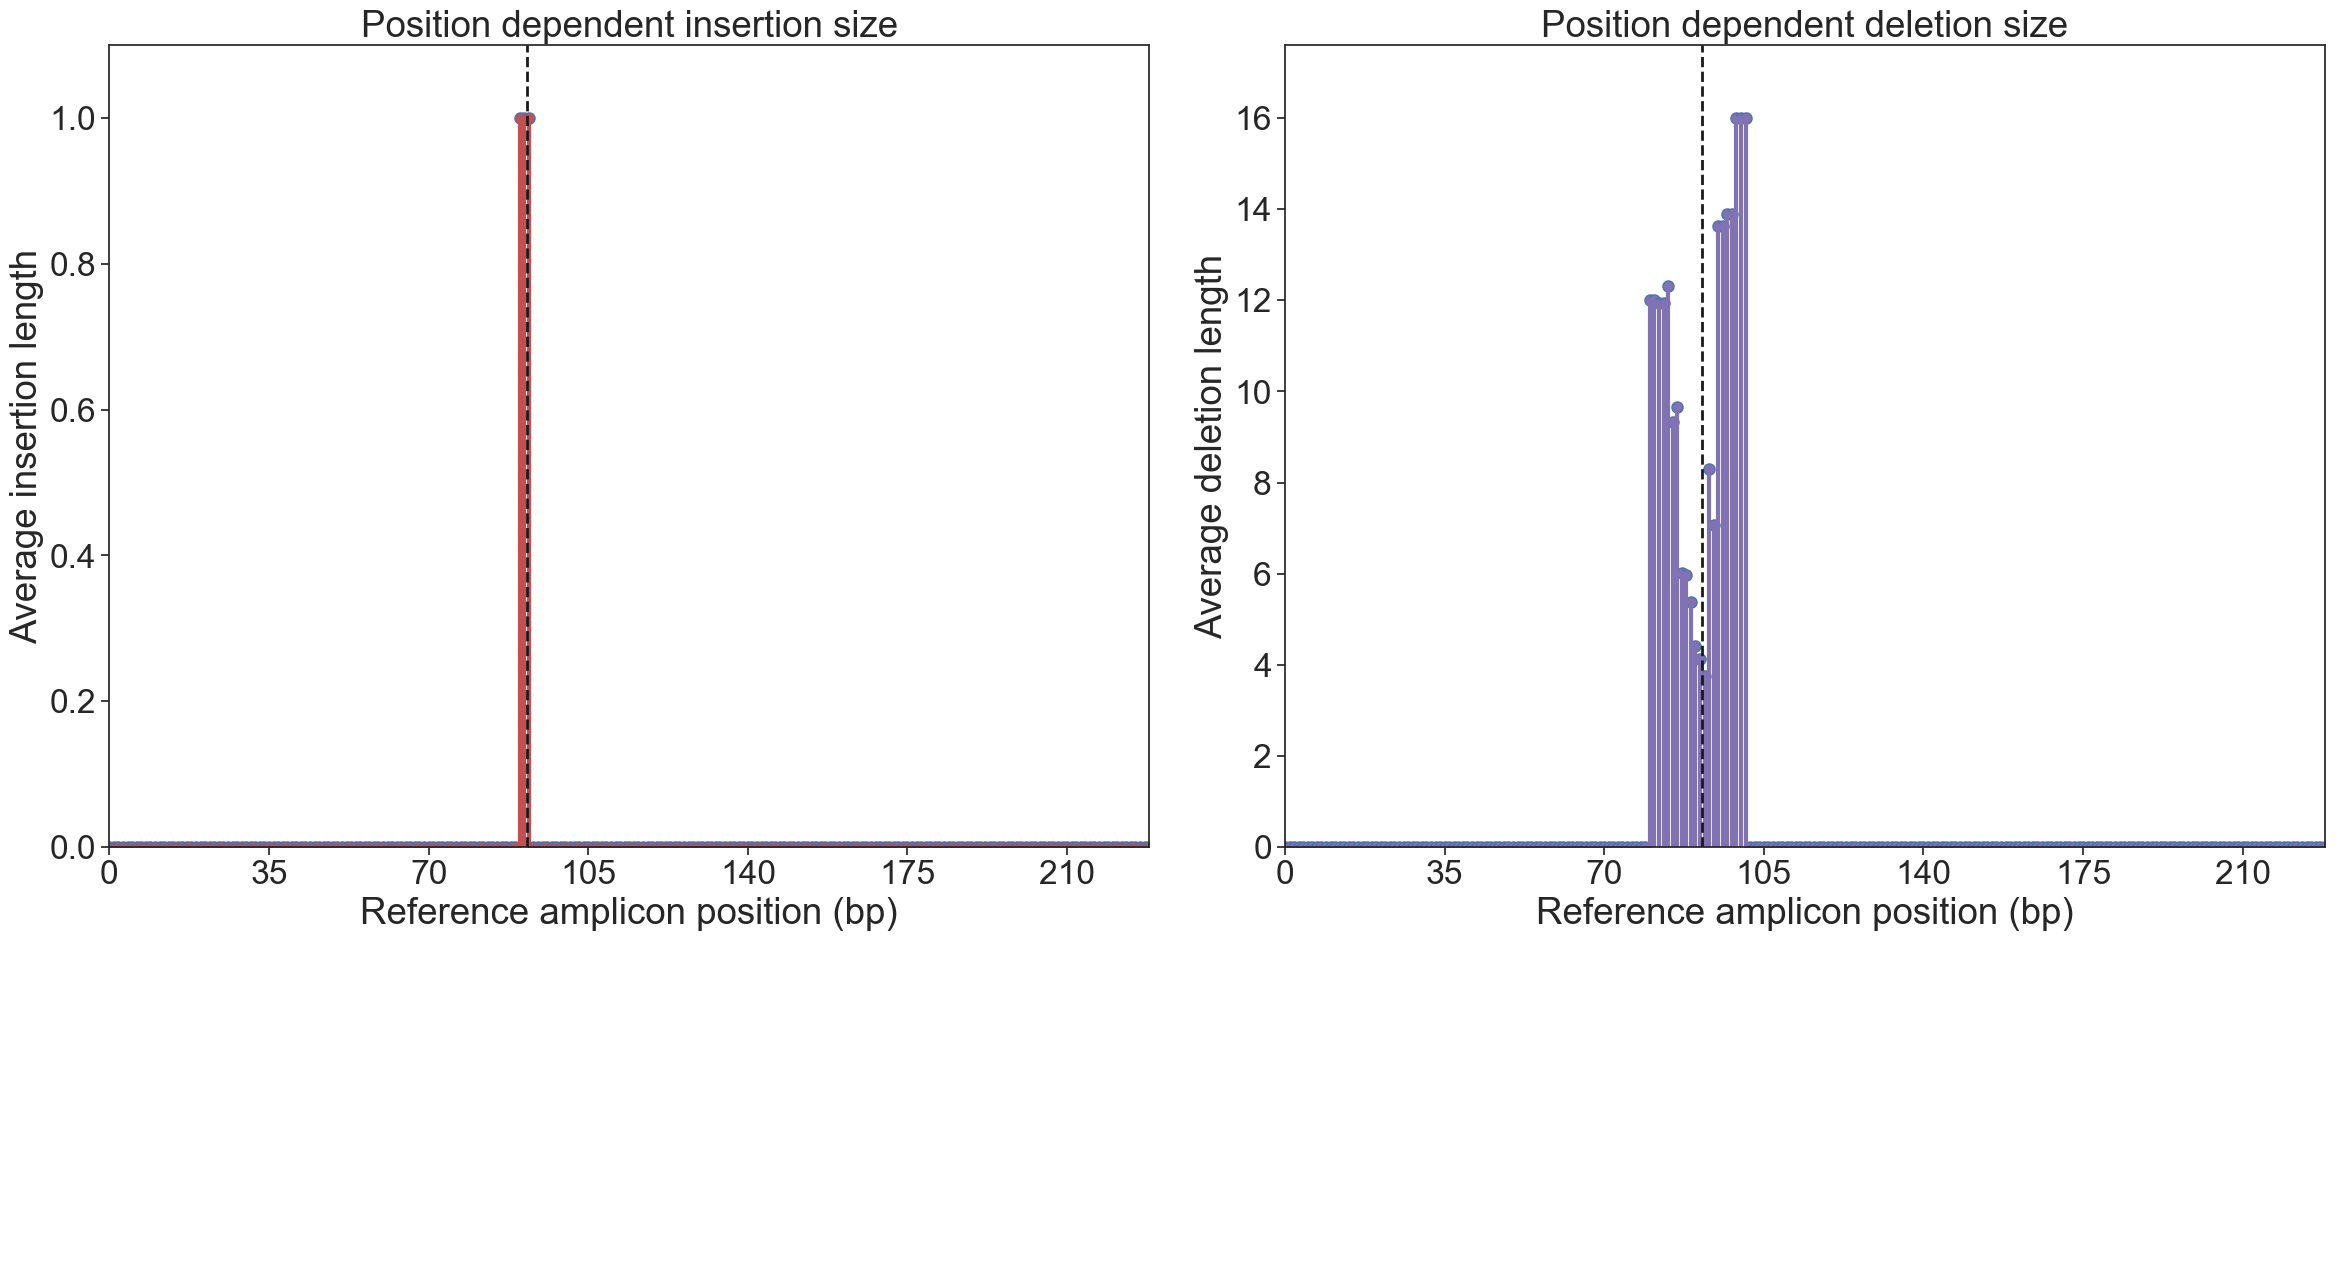 Position dependent insertion size
Average insertion length
1.0
0.8
0.6
0.4
0.2
0.0
0 35 70 105 140 175 210
Reference amplicon position (bp)
Position dependent deletion size
Average deletion length
16
14
12
10
8
6
4
2
0
0 35 70 105 140 175 210
Reference amplicon position (bp)